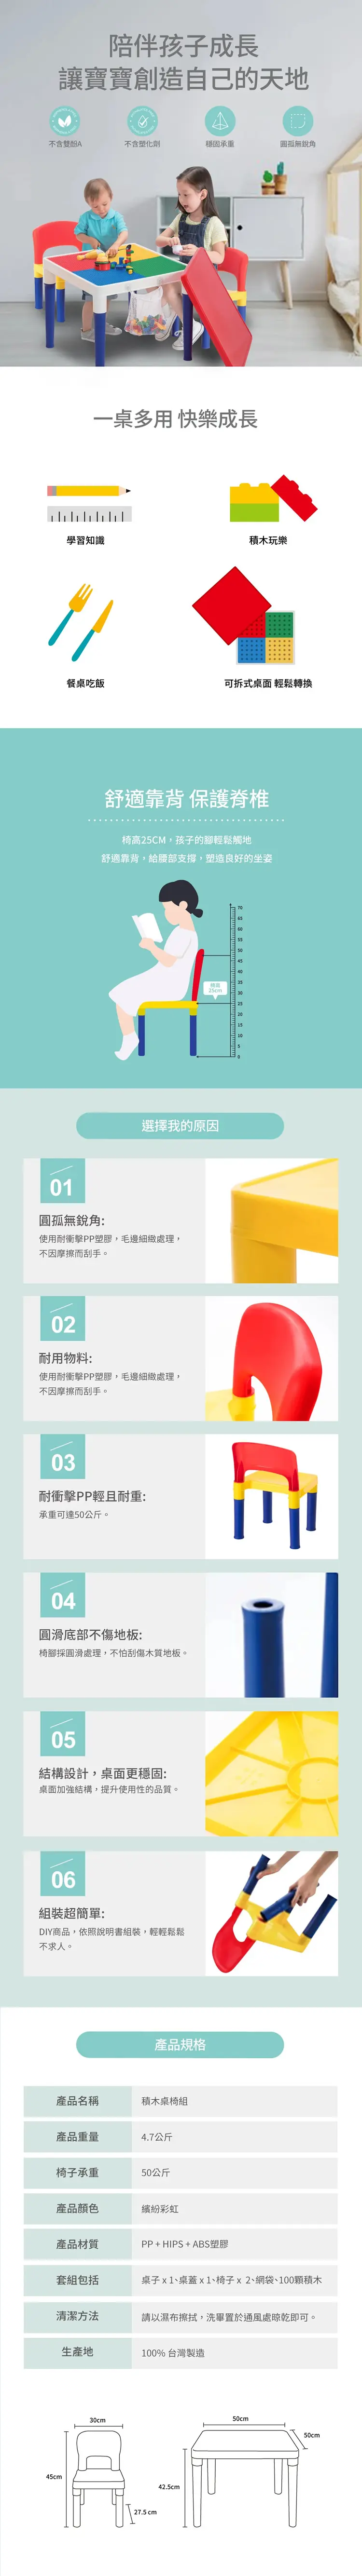 陪伴孩子成長
讓寶寶創造自己的天地
不含雙酚A
不含塑化劑
穩固承重
圓孤無銳角
一桌多用 快樂成長
學習知識
積木玩樂
餐桌吃飯
可拆式桌面 輕鬆轉換
舒適靠背 保護脊椎
椅高25CM，孩子的腳輕鬆觸地
舒適靠背，給腰部支撐，塑造良好的坐姿
70
65
60
55
50
45
40
35
30
25
20
15
10
5
0
椅高
25cm
選擇我的原因
01
圓孤無銳角:
使用耐衝擊PP塑膠，毛邊細緻處理，
不因摩擦而刮手。
02
耐用物料:
使用耐衝擊PP塑膠，毛邊細緻處理，
不因摩擦而刮手。
03
耐衝擊PP輕且耐重:
承重可達50公斤。
04
圓滑底部不傷地板:
椅腳採圓滑處理，不怕刮傷木質地板。
05
結構設計，桌面更穩固:
桌面加強結構，提升使用性的品質。
06
組裝超簡單:
DIY商品，依照說明書組裝，輕輕鬆鬆
不求人。
產品規格
產品名稱 積木桌椅組
產品重量 4.7公斤
椅子承重 50公斤
產品顏色 繽紛彩虹
產品材質 PP + HIPS + ABS塑膠
套組包括 桌子 x 1、桌蓋 x 1、椅子 x 2、網袋、100顆積木
清潔方法 請以濕布擦拭，洗畢置於通風處晾乾即可。
生產地 100% 台灣製造
30cm
45cm
27.5 cm
50cm
50cm
42.5cm